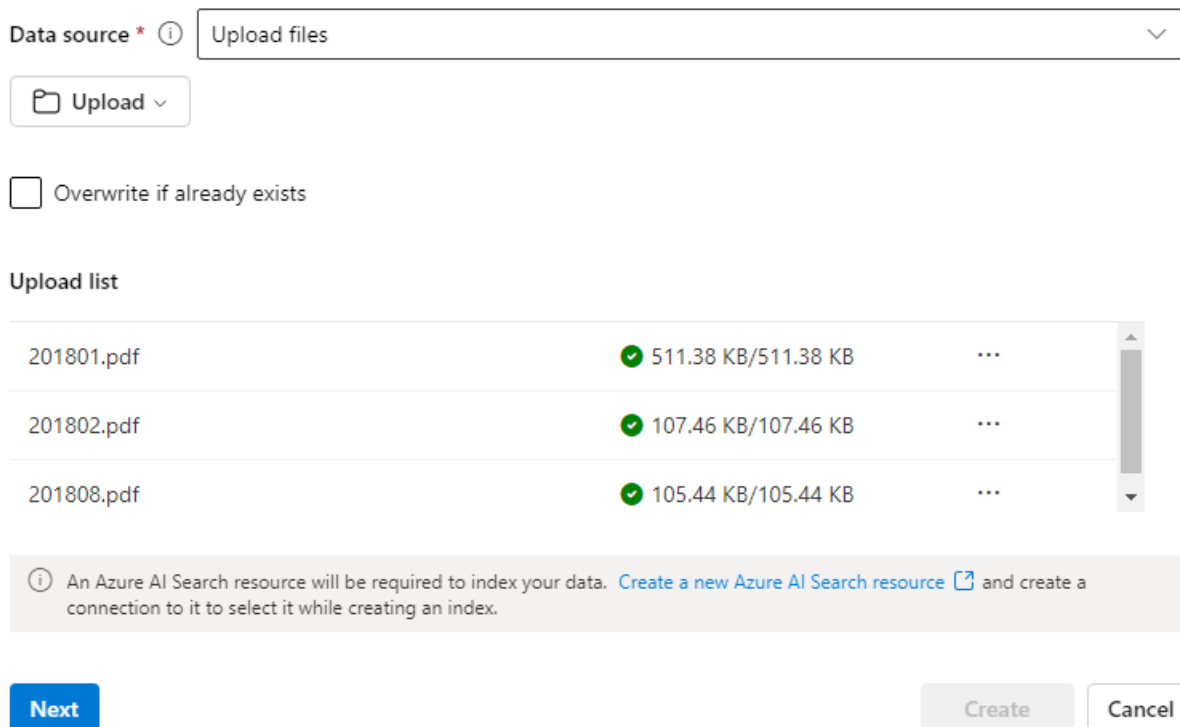 Data source * Upload files
Upload
Overwrite if already exists
Upload list
201801.pdf 511.38 KB/511.38 KB ...
201802.pdf 107.46 KB/107.46 KB ...
201808.pdf 105.44 KB/105.44 KB ...
An Azure AI Search resource will be required to index your data. Create a new Azure AI Search resource and create a
connection to it to select it while creating an index.
Next Create Cancel